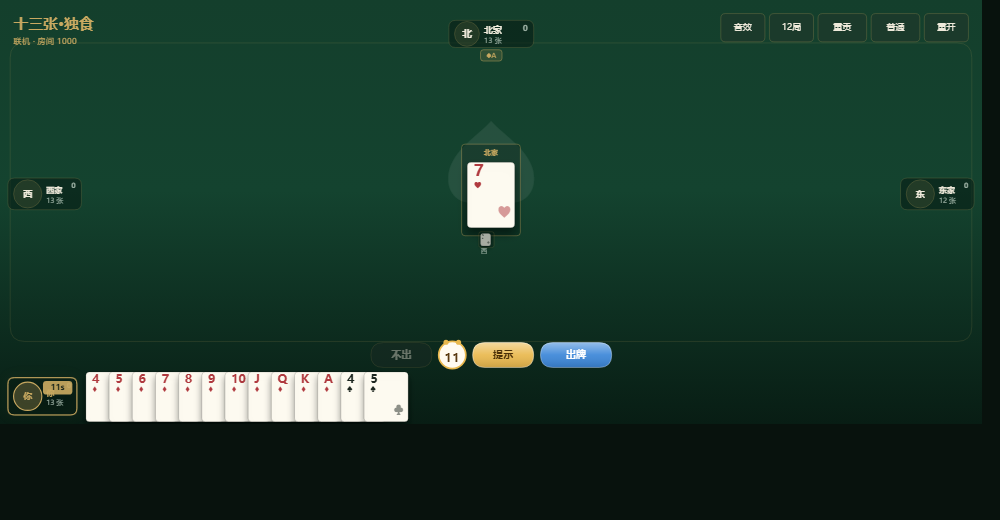 十三张•独食
联机 · 房间 1000
北
北家
0
13 张
♣A
音效
12局
重贡
普通
重开
北家
7
西
西
西家
0
13 张
东
东家
0
12 张
不出
11
提示
出牌
你
11s
13 张
4
5
6
7
8
9
10
J
Q
K
A
4
5